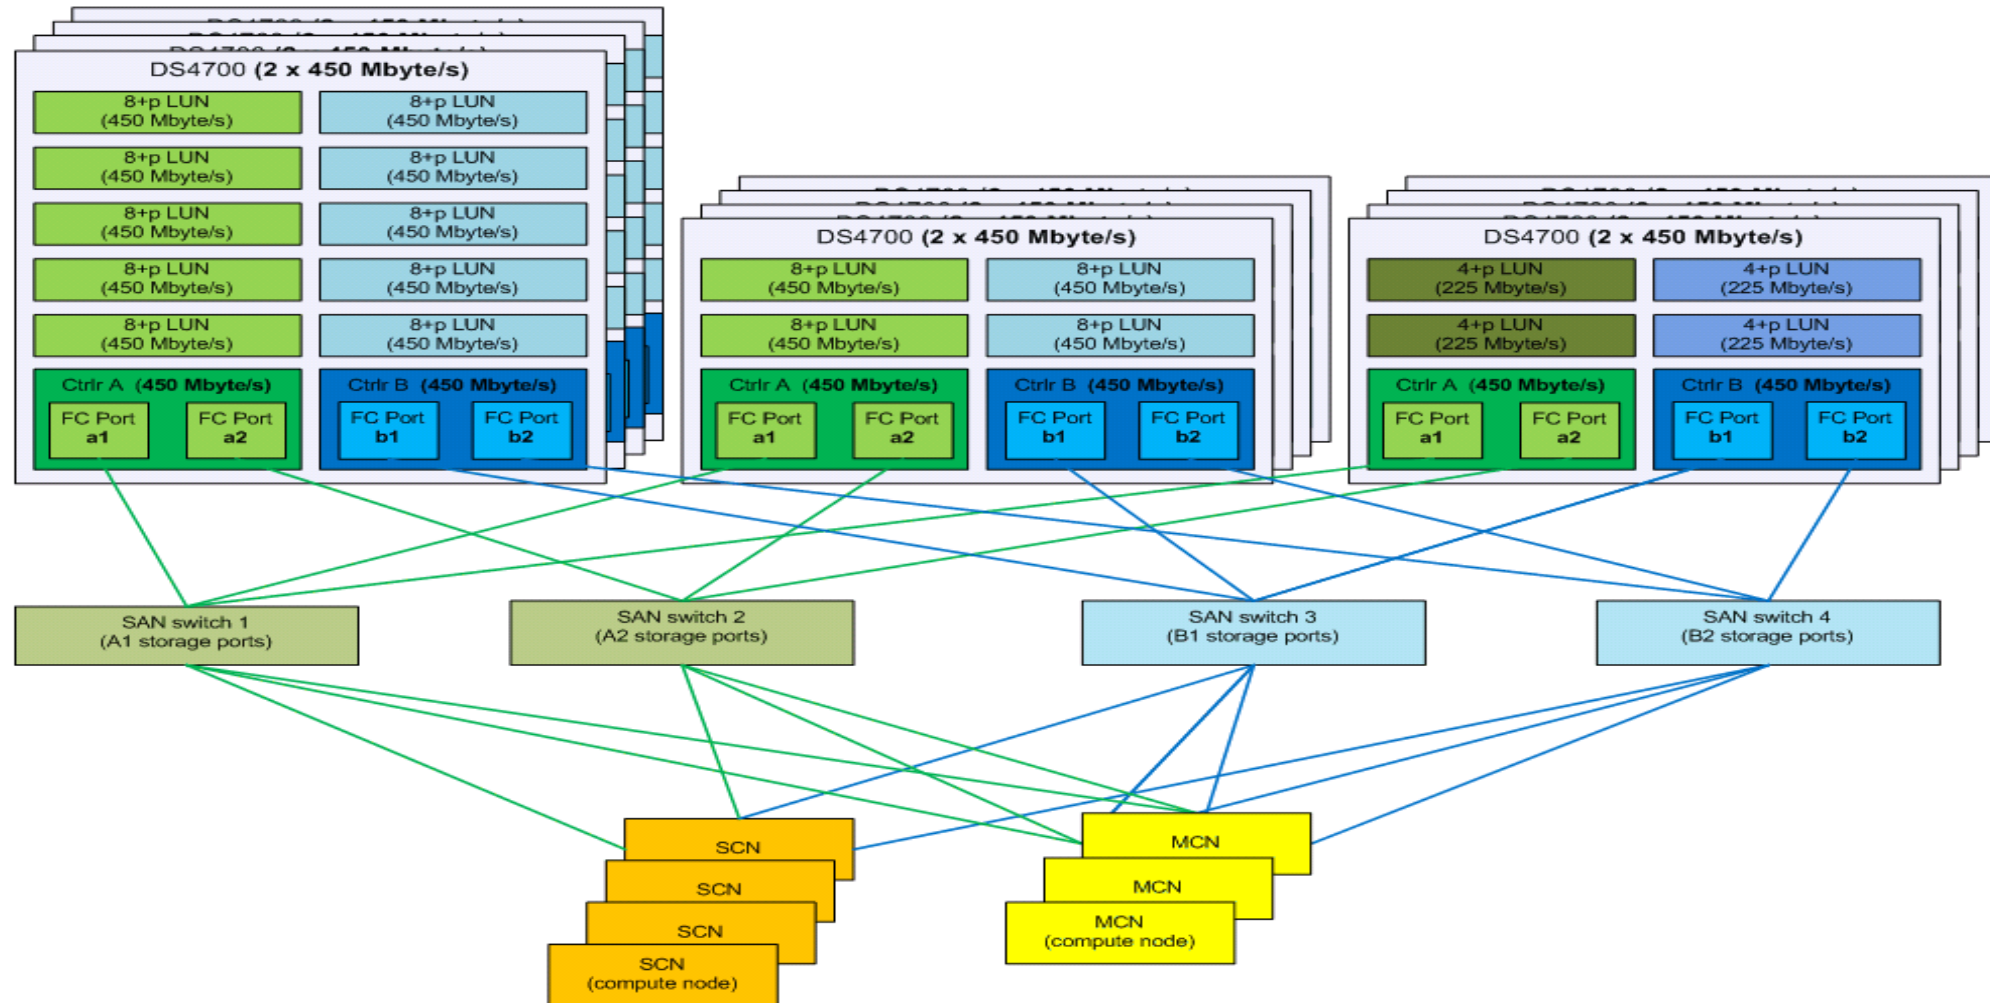 DS4700 (2 x 450 Mbyte/s)
8+p LUN
(450 Mbyte/s)
8+p LUN
(450 Mbyte/s)
8+p LUN
(450 Mbyte/s)
8+p LUN
(450 Mbyte/s)
8+p LUN
(450 Mbyte/s)
8+p LUN
(450 Mbyte/s)
8+p LUN
(450 Mbyte/s)
8+p LUN
(450 Mbyte/s)
8+p LUN
(450 Mbyte/s)
8+p LUN
(450 Mbyte/s)
Ctrlr A (450 Mbyte/s)
FC Port
a1
FC Port
a2
Ctrlr B (450 Mbyte/s)
FC Port
b1
FC Port
b2
DS4700 (2 x 450 Mbyte/s)
8+p LUN
(450 Mbyte/s)
8+p LUN
(450 Mbyte/s)
8+p LUN
(450 Mbyte/s)
8+p LUN
(450 Mbyte/s)
Ctrlr A (450 Mbyte/s)
FC Port
a1
FC Port
a2
Ctrlr B (450 Mbyte/s)
FC Port
b1
FC Port
b2
DS4700 (2 x 450 Mbyte/s)
4+p LUN
(225 Mbyte/s)
4+p LUN
(225 Mbyte/s)
4+p LUN
(225 Mbyte/s)
4+p LUN
(225 Mbyte/s)
Ctrlr A (450 Mbyte/s)
FC Port
a1
FC Port
a2
Ctrlr B (450 Mbyte/s)
FC Port
b1
FC Port
b2
SAN switch 1
(A1 storage ports)
SAN switch 2
(A2 storage ports)
SAN switch 3
(B1 storage ports)
SAN switch 4
(B2 storage ports)
SCN
SCN
SCN
SCN
(compute node)
MCN
MCN
MCN
(compute node)